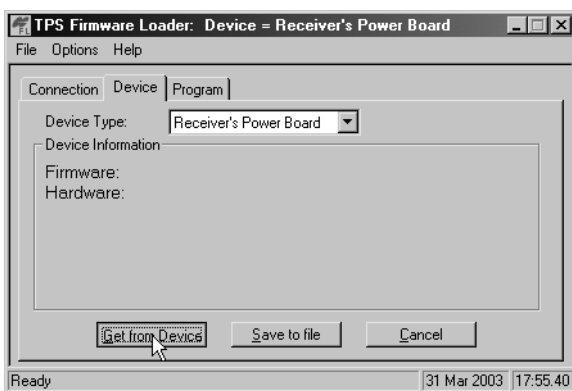 TPS Firmware Loader: Device = Receiver's Power Board
File Options Help
Connection Device Program
Device Type: Receiver's Power Board
Device Information
Firmware:
Hardware:
Get from Device Save to file Cancel
Ready 31 Mar 2003 17:55.40